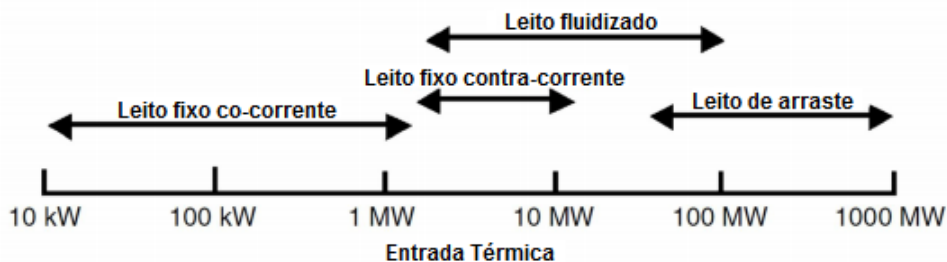 Leito fluidizado
Leito fixo contra-corrente
Leito fixo co-corrente
Leito de arraste
10 kW
100 kW
1 MW
10 MW
100 MW
1000 MW
Entrada Térmica